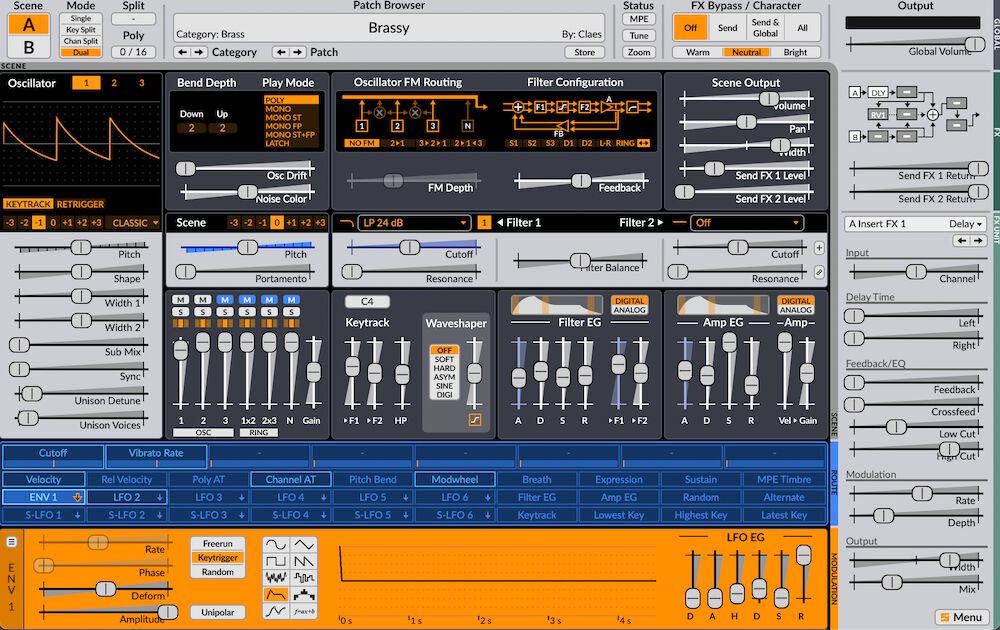 Scene
Mode
Split
Patch Browser
Status
FX Bypass / Character
Output
A
B
Single
Key Split
Chan Split
Dual
-
Poly
0 / 16
Brassy
Category: Brass
By: Claes
Category
Patch
Store
MPE
Tune
Zoom
Off
Send
Send & Global
All
Warm
Neutral
Bright
Global Volume
GLOBAL
SCENE
Oscillator
1
2
3
KEYTRACK
RETRIGGER
-3 -2 -1 0 +1 +2 +3
CLASSIC
Pitch
Shape
Width 1
Width 2
Sub Mix
Sync
Unison Detune
Unison Voices
Bend Depth
Play Mode
Down
Up
2
2
POLY
MONO
MONO ST
MONO FP
MONO ST+FP
LATCH
Osc Drift
Noise Color
Oscillator FM Routing
1
2
3
N
NO FM
2▸1
3▸2▸1
2▸1◂3
FM Depth
Filter Configuration
F1
F2
A
FB
S1 S2 S3 D1 D2 L-R RING
Feedback
Scene Output
Volume
Pan
Width
Send FX 1 Level
Send FX 2 Level
Scene
-3 -2 -1 0 +1 +2 +3
Pitch
Portamento
LP 24 dB
1
Filter 1
Filter 2
Off
Cutoff
Resonance
Filter Balance
Cutoff
Resonance
M M M M M M
S S S S S S
1 2 3 1x2 2x3 N Gain
OSC
RING
C4
Keytrack
F1
F2
HP
Waveshaper
OFF
SOFT
HARD
ASYM
SINE
DIGI
DIGITAL
ANALOG
Filter EG
A D S R
F1
F2
DIGITAL
ANALOG
Amp EG
Amp
A D S R
Vel
Gain
SCENE
A
DLY
RV1
B
FX
Send FX 1 Return
Send FX 2 Return
FX UNIT
A Insert FX 1
Delay
Input
Channel
Delay Time
Left
Right
Feedback/EQ
Feedback
Crossfeed
Low Cut
High Cut
Modulation
Rate
Depth
Output
Width
Mix
Menu
Cutoff
Vibrato Rate
-
-
-
-
-
-
Velocity
Rel Velocity
Poly AT
Channel AT
Pitch Bend
Modwheel
Breath
Expression
Sustain
MPE Timbre
ENV 1
LFO 2
LFO 3
LFO 4
LFO 5
LFO 6
Filter EG
Amp EG
Random
Alternate
S-LFO 1
S-LFO 2
S-LFO 3
S-LFO 4
S-LFO 5
S-LFO 6
Keytrack
Lowest Key
Highest Key
Latest Key
ROUTE
ENV 1
Rate
Phase
Deform
Amplitude
Freerun
Keytrigger
Random
Unipolar
f=ax+b
0 s
1 s
2 s
3 s
4 s
LFO EG
D A H D S R
MODULATION